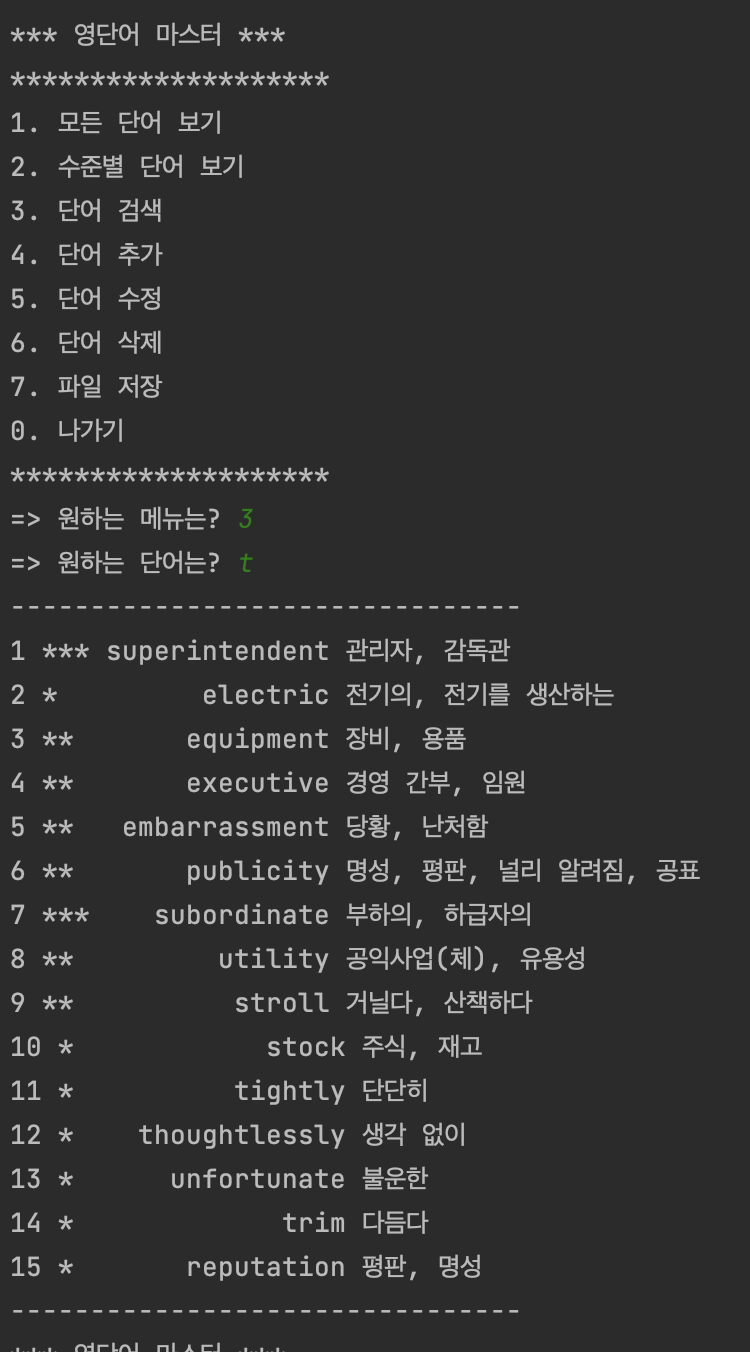 *** 영단어 마스터 ***
********************
1. 모든 단어 보기
2. 수준별 단어 보기
3. 단어 검색
4. 단어 추가
5. 단어 수정
6. 단어 삭제
7. 파일 저장
0. 나가기
********************
=> 원하는 메뉴는? 3
=> 원하는 단어는? t
--------------------------------
1 *** superintendent 관리자, 감독관
2 *         electric 전기의, 전기를 생산하는
3 **       equipment 장비, 용품
4 **       executive 경영 간부, 임원
5 **   embarrassment 당황, 난처함
6 **       publicity 명성, 평판, 널리 알려짐, 공표
7 ***    subordinate 부하의, 하급자의
8 **         utility 공익사업(체), 유용성
9 **          stroll 거닐다, 산책하다
10 *            stock 주식, 재고
11 *          tightly 단단히
12 *    thoughtlessly 생각 없이
13 *      unfortunate 불운한
14 *             trim 다듬다
15 *       reputation 평판, 명성
--------------------------------
*** 영단어 마스터 ***